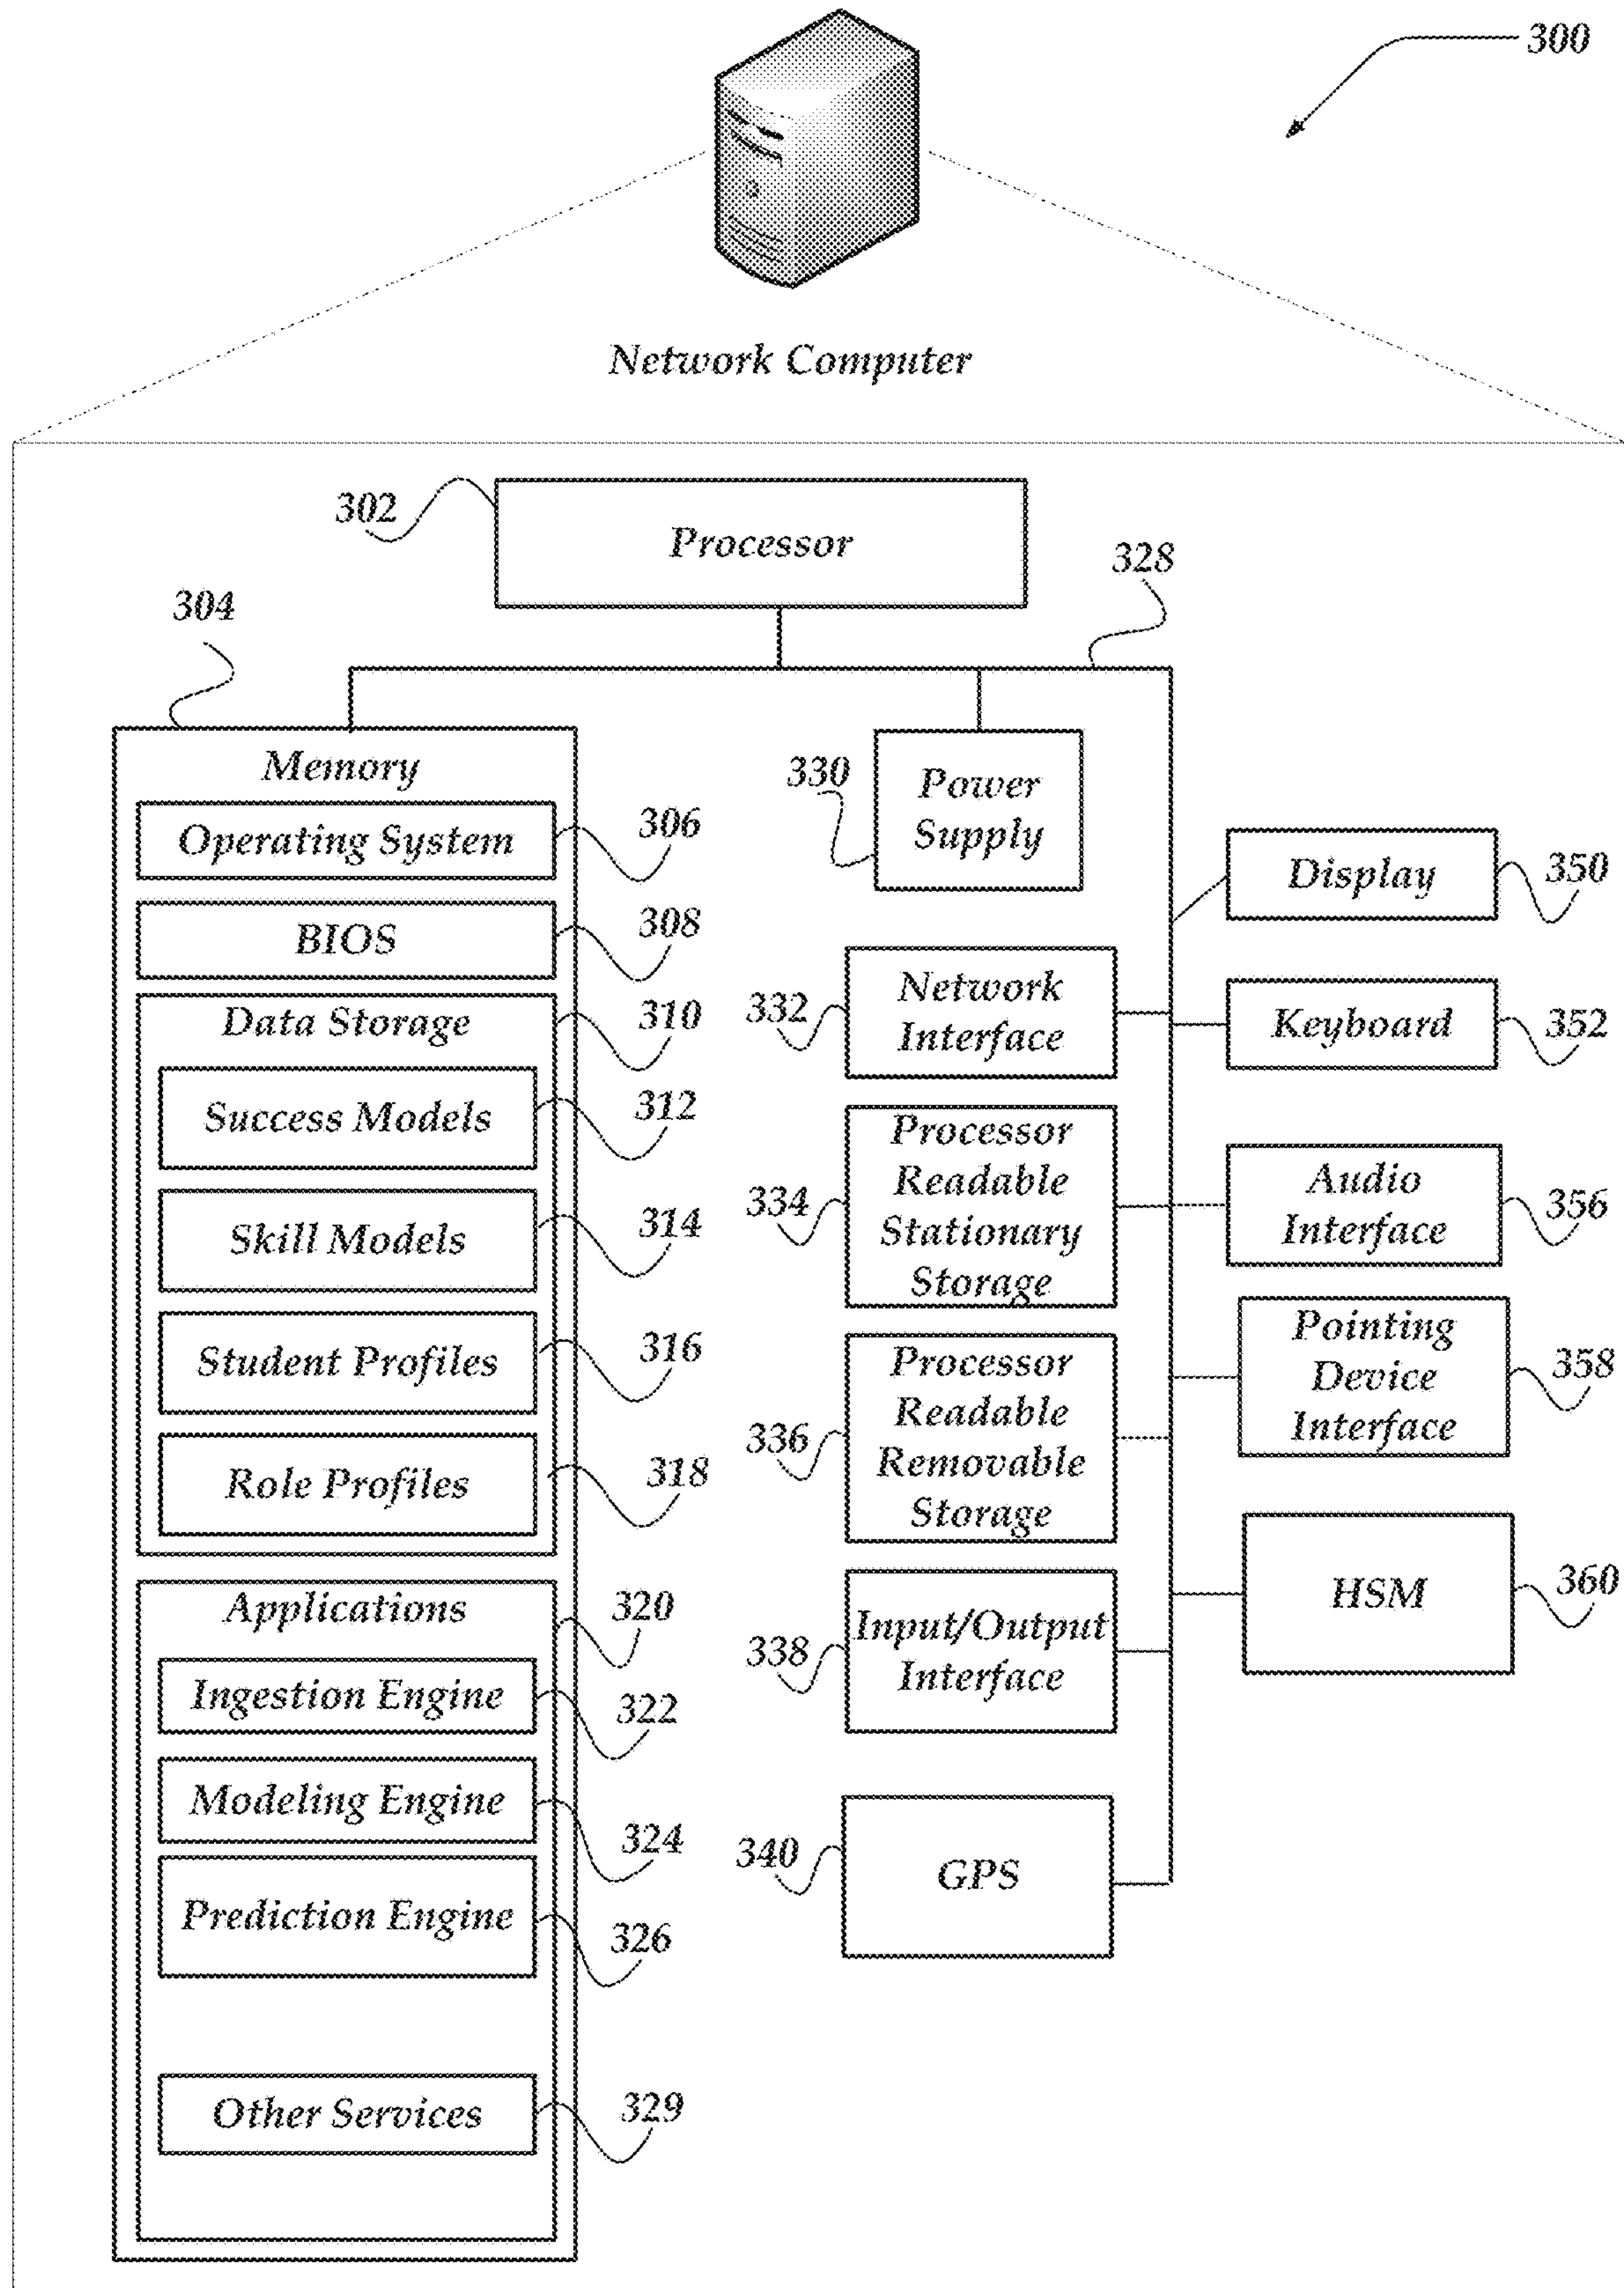 300
Network Computer
302
Processor
328
304
Memory
Operating System
306
BIOS
308
Data Storage
310
Success Models
312
Skill Models
314
Student Profiles
316
Role Profiles
318
Applications
320
Ingestion Engine
322
Modeling Engine
324
Prediction Engine
326
Other Services
329
330
Power
Supply
332
Network
Interface
334
Processor
Readable
Stationary
Storage
336
Processor
Readable
Removable
Storage
338
Input/Output
Interface
340
GPS
Display
350
Keyboard
352
Audio
Interface
356
Pointing
Device
Interface
358
HSM
360